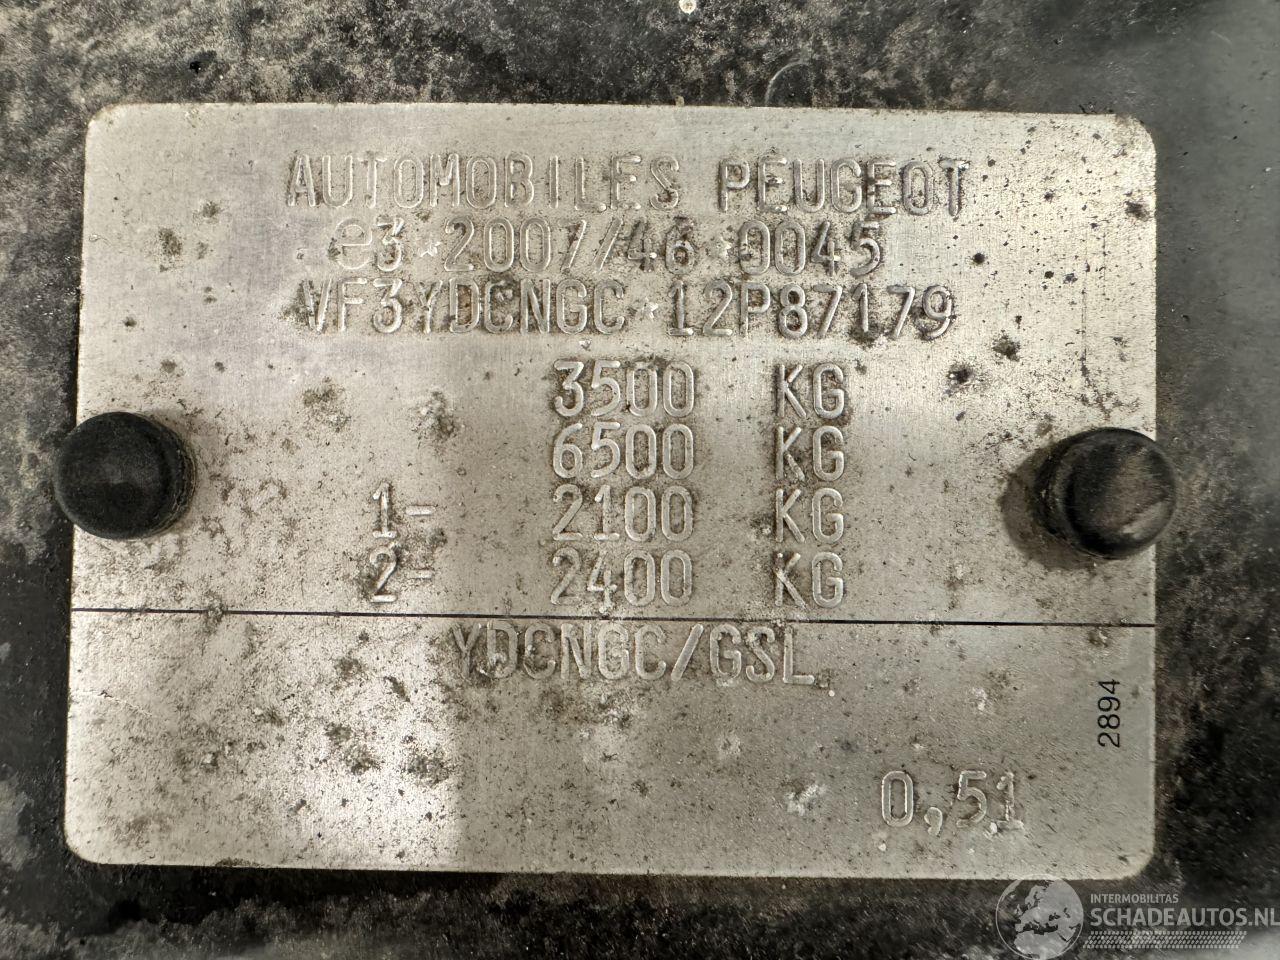 AUTOMOBILES PEUGEOT
e3*2007//46*0045
VF3YDCNGC*12P87179
3500 KG
6500 KG
1- 2100 KG
2- 2400 KG
YDCNGC/GSL
2894
0,51
INTERMOBILITAS
SCHADEAUTOS.NL